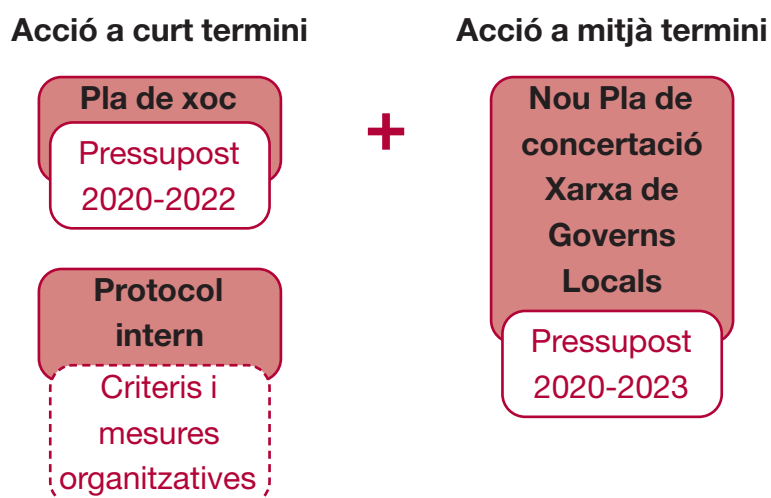 Acció a curt termini
Pla de xoc
Pressupost
2020-2022
Protocol
intern
Criteris i
mesures
organitzatives
+
Acció a mitjà termini
Nou Pla de
concertació
Xarxa de
Governs
Locals
Pressupost
2020-2023